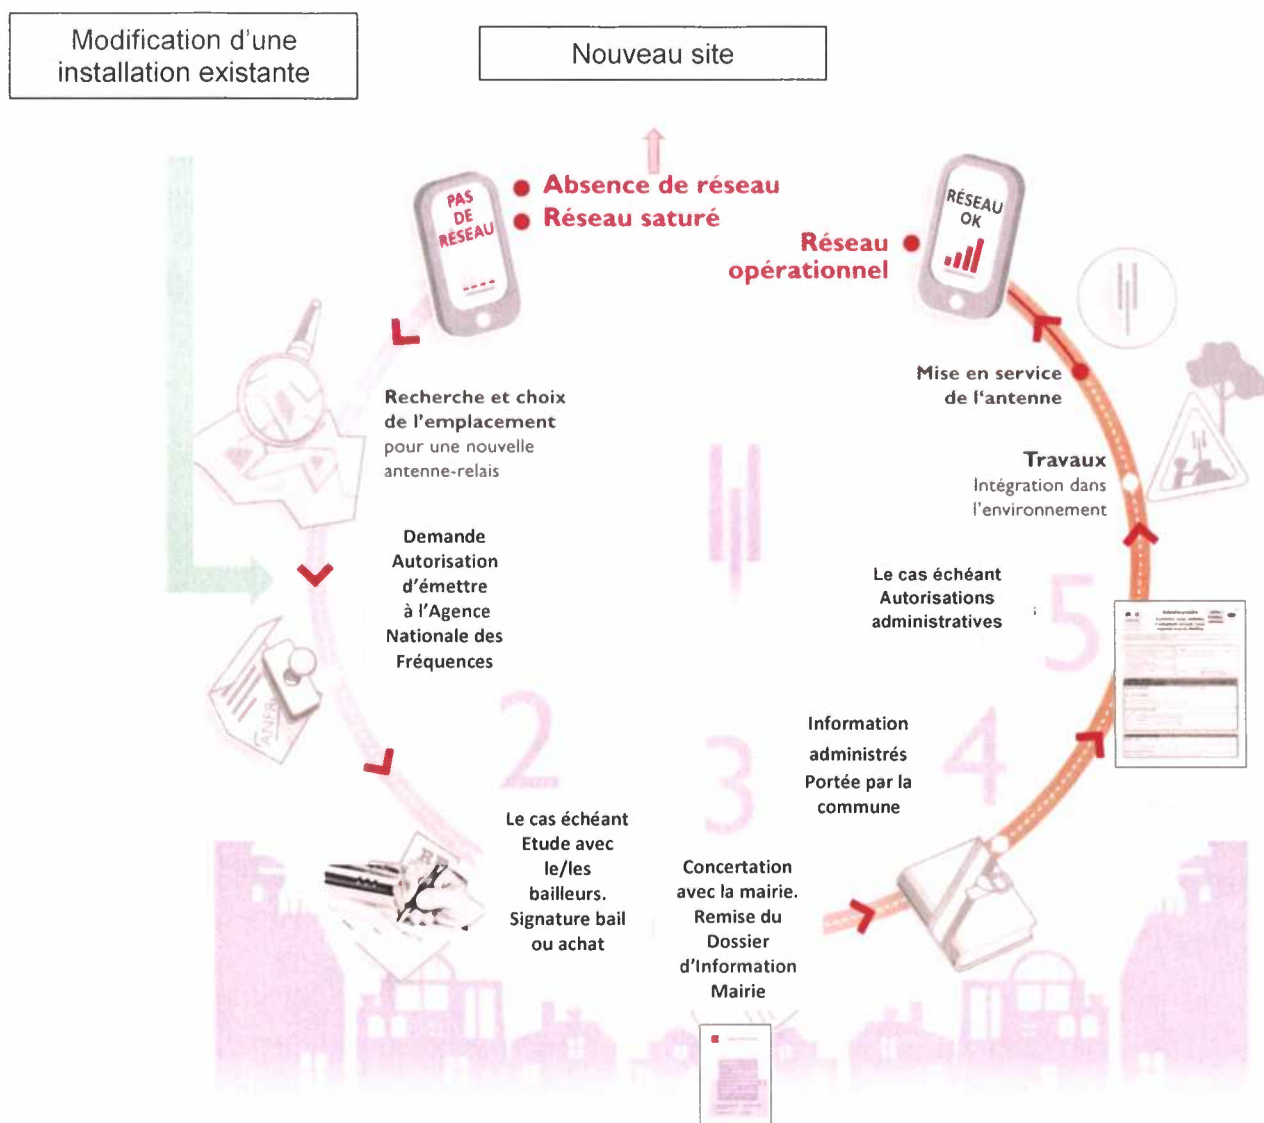 Modification d'une
installation existante
Nouveau site
PAS
DE
RÉSEAU
Absence de réseau
Réseau saturé
RÉSEAU
OK
Réseau
opérationnel
Recherche et choix
de l'emplacement
pour une nouvelle
antenne-relais
Mise en service
de l'antenne
Travaux
Intégration dans
l'environnement
Demande
Autorisation
d'émettre
à l'Agence
Nationale des
Fréquences
ANFR
2
Le cas échéant
Etude avec
le/les
bailleurs.
Signature bail
ou achat
3
Concertation
avec la mairie.
Remise du
Dossier
d'Information
Mairie
4
Information
administrés
Portée par la
commune
5
Le cas échéant
Autorisations
administratives